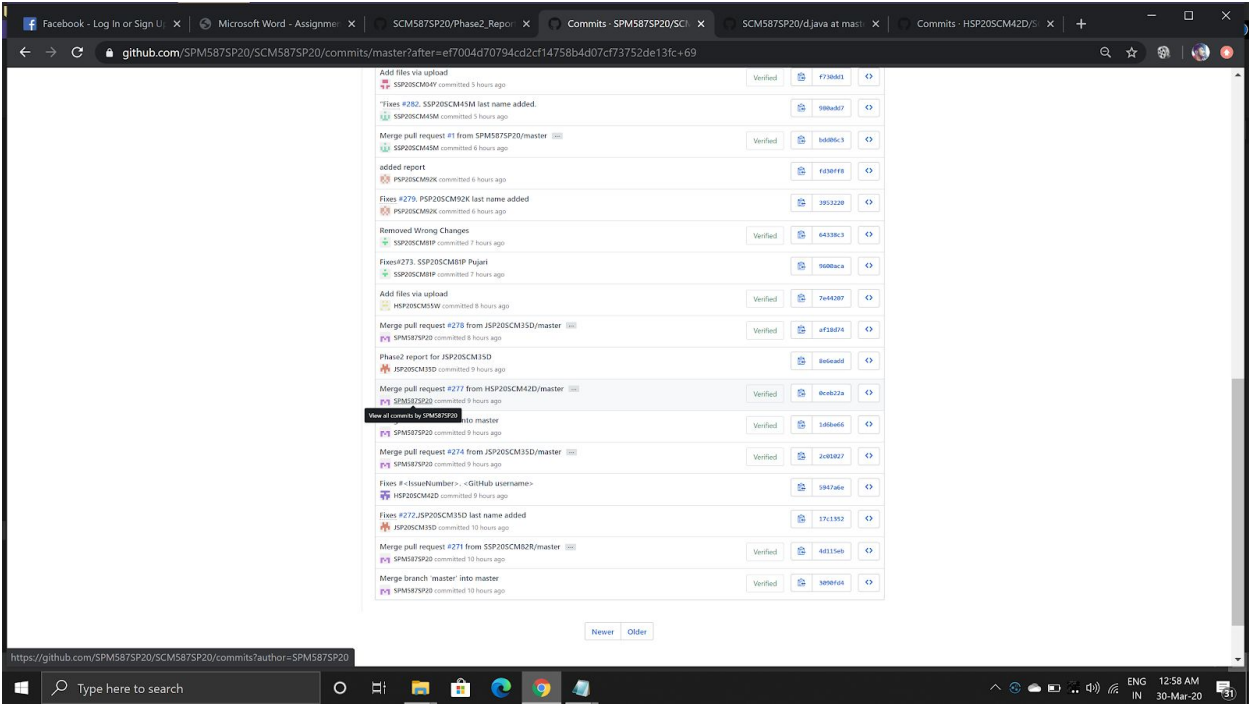 Facebook - Log In or Sign U
Microsoft Word - Assignmer
SCM587SP20/Phase2_Repor
Commits · SPM587SP20/SCM
SCM587SP20/d.java at mast
Commits · HSP20SCM42D/S
github.com/SPM587SP20/SCM587SP20/commits/master?after=ef7004d70794cd2cf14758b4d07cf73752de13fc+69
Add files via upload
SSP20SCM04Y committed 5 hours ago
Verified
f730dd1
"Fixes #282. SSP20SCM45M last name added.
SSP20SCM45M committed 5 hours ago
980add7
Merge pull request #1 from SPM587SP20/master
SSP20SCM45M committed 6 hours ago
Verified
bdd06c3
added report
PSP20SCM92K committed 6 hours ago
fd30ff8
Fixes #279. PSP20SCM92K last name added
PSP20SCM92K committed 6 hours ago
3953220
Removed Wrong Changes
SSP20SCM81P committed 7 hours ago
Verified
64338c3
Fixes#273. SSP20SCM81P Pujari
SSP20SCM81P committed 7 hours ago
9600aca
Add files via upload
HSP20SCM55W committed 8 hours ago
Verified
7e44207
Merge pull request #278 from JSP20SCM35D/master
SPM587SP20 committed 8 hours ago
Verified
af18d74
Phase2 report for JSP20SCM35D
JSP20SCM35D committed 9 hours ago
8e6eadd
Merge pull request #277 from HSP20SCM42D/master
SPM587SP20 committed 9 hours ago
Verified
0ceb22a
View all commits by SPM587SP20
into master
SPM587SP20 committed 9 hours ago
Verified
1d6be66
Merge pull request #274 from JSP20SCM35D/master
SPM587SP20 committed 9 hours ago
Verified
2c01027
Fixes #<IssueNumber>. <GitHub username>
HSP20SCM42D committed 9 hours ago
5947a6e
Fixes #272.JSP20SCM35D last name added
JSP20SCM35D committed 10 hours ago
17c1352
Merge pull request #271 from SSP20SCM82R/master
SPM587SP20 committed 10 hours ago
Verified
4d115eb
Merge branch 'master' into master
SPM587SP20 committed 10 hours ago
Verified
3090fd4
Newer Older
https://github.com/SPM587SP20/SCM587SP20/commits?author=SPM587SP20
Type here to search
ENG
IN
12:58 AM
30-Mar-20
31